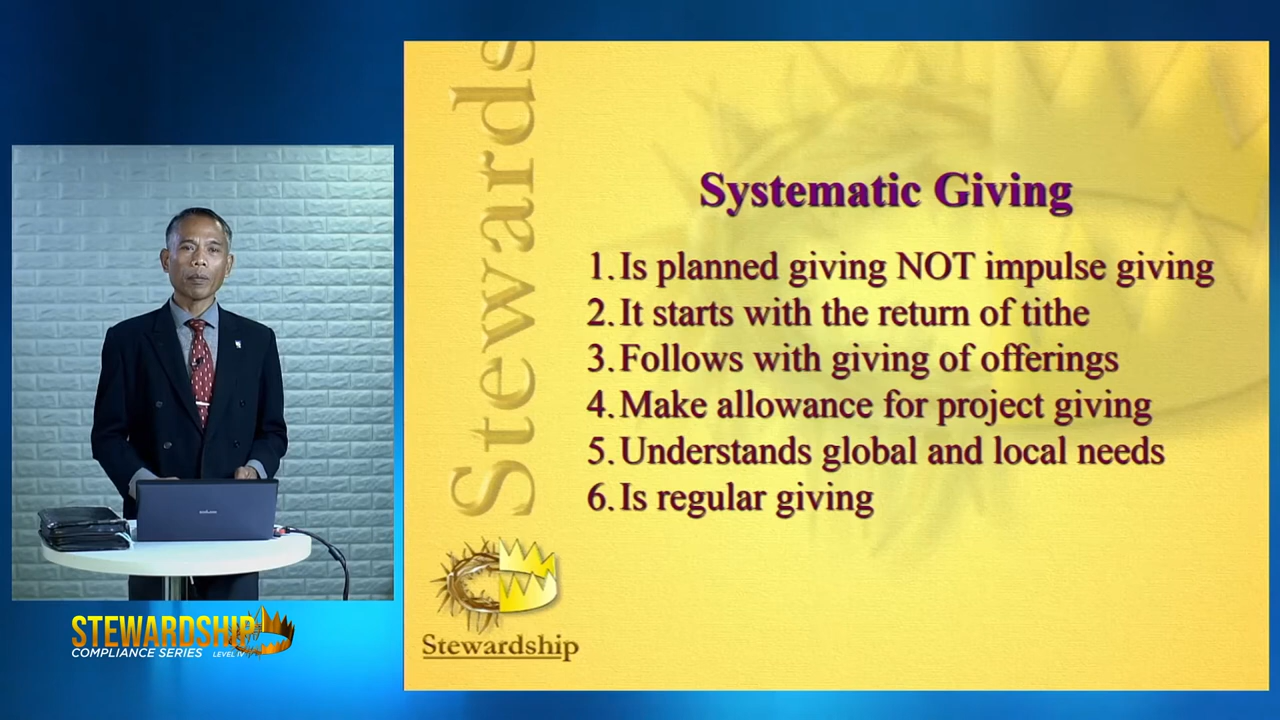 Stewards
Systematic Giving
1. Is planned giving NOT impulse giving
2. It starts with the return of tithe
3. Follows with giving of offerings
4. Make allowance for project giving
5. Understands global and local needs
6. Is regular giving
Stewardship
STEWARDSHIP
COMPLIANCE SERIES LEVEL IV